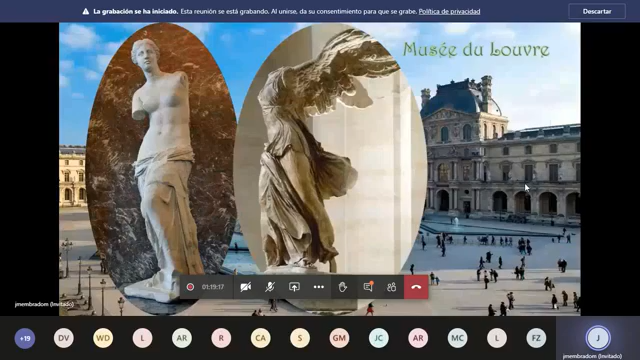 La grabación se ha iniciado. Esta reunión se está grabando. Al unirse, da su consentimiento para que se grabe. Política de privacidad
Descartar
Musée du Louvre
01:19:17
jmembradom (Invitado)
+19
DV
WD
L
AR
R
CA
S
GM
JC
AR
MC
L
FZ
J
jmembradom (Invitado)